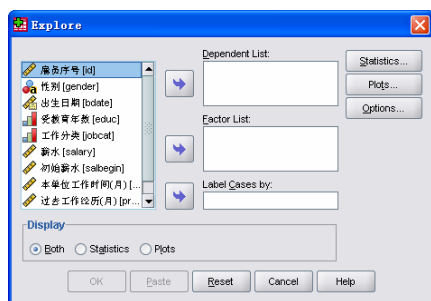 Explore
雇员序号 [id]
性别 [gender]
出生日期 [bdate]
受教育年数 [educ]
工作分类 [jobcat]
薪水 [salary]
初始薪水 [salbegin]
本单位工作时间(月) [...
过去工作经历(月) [pr...
Dependent List:
Factor List:
Label Cases by:
Statistics...
Plots...
Options...
Display
Both
Statistics
Plots
OK
Paste
Reset
Cancel
Help